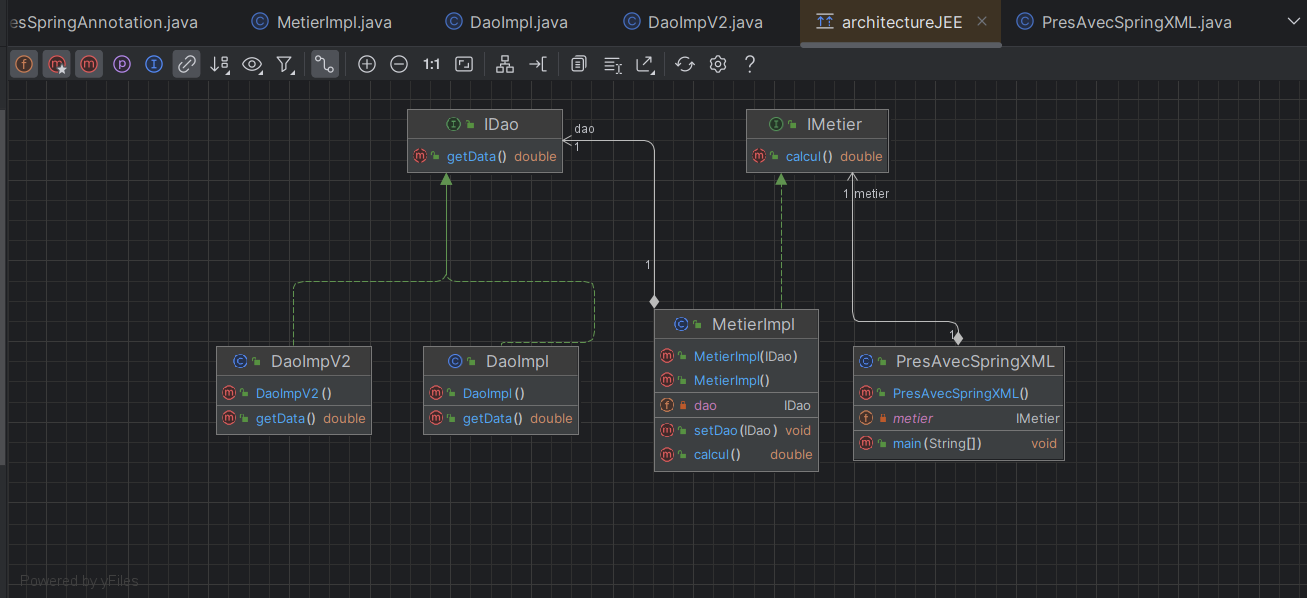 esSpringAnnotation.java
MetierImpl.java
DaoImpl.java
DaoImpV2.java
architectureJEE
PresAvecSpringXML.java
1:1
IDao
getData() double
IMetier
calcul() double
dao
1
1
1 metier
1
DaoImpV2
DaoImpV2()
getData() double
DaoImpl
DaoImpl()
getData() double
MetierImpl
MetierImpl(IDao)
MetierImpl()
dao IDao
setDao(IDao) void
calcul() double
PresAvecSpringXML
PresAvecSpringXML()
metier IMetier
main(String[]) void
Powered by yFiles